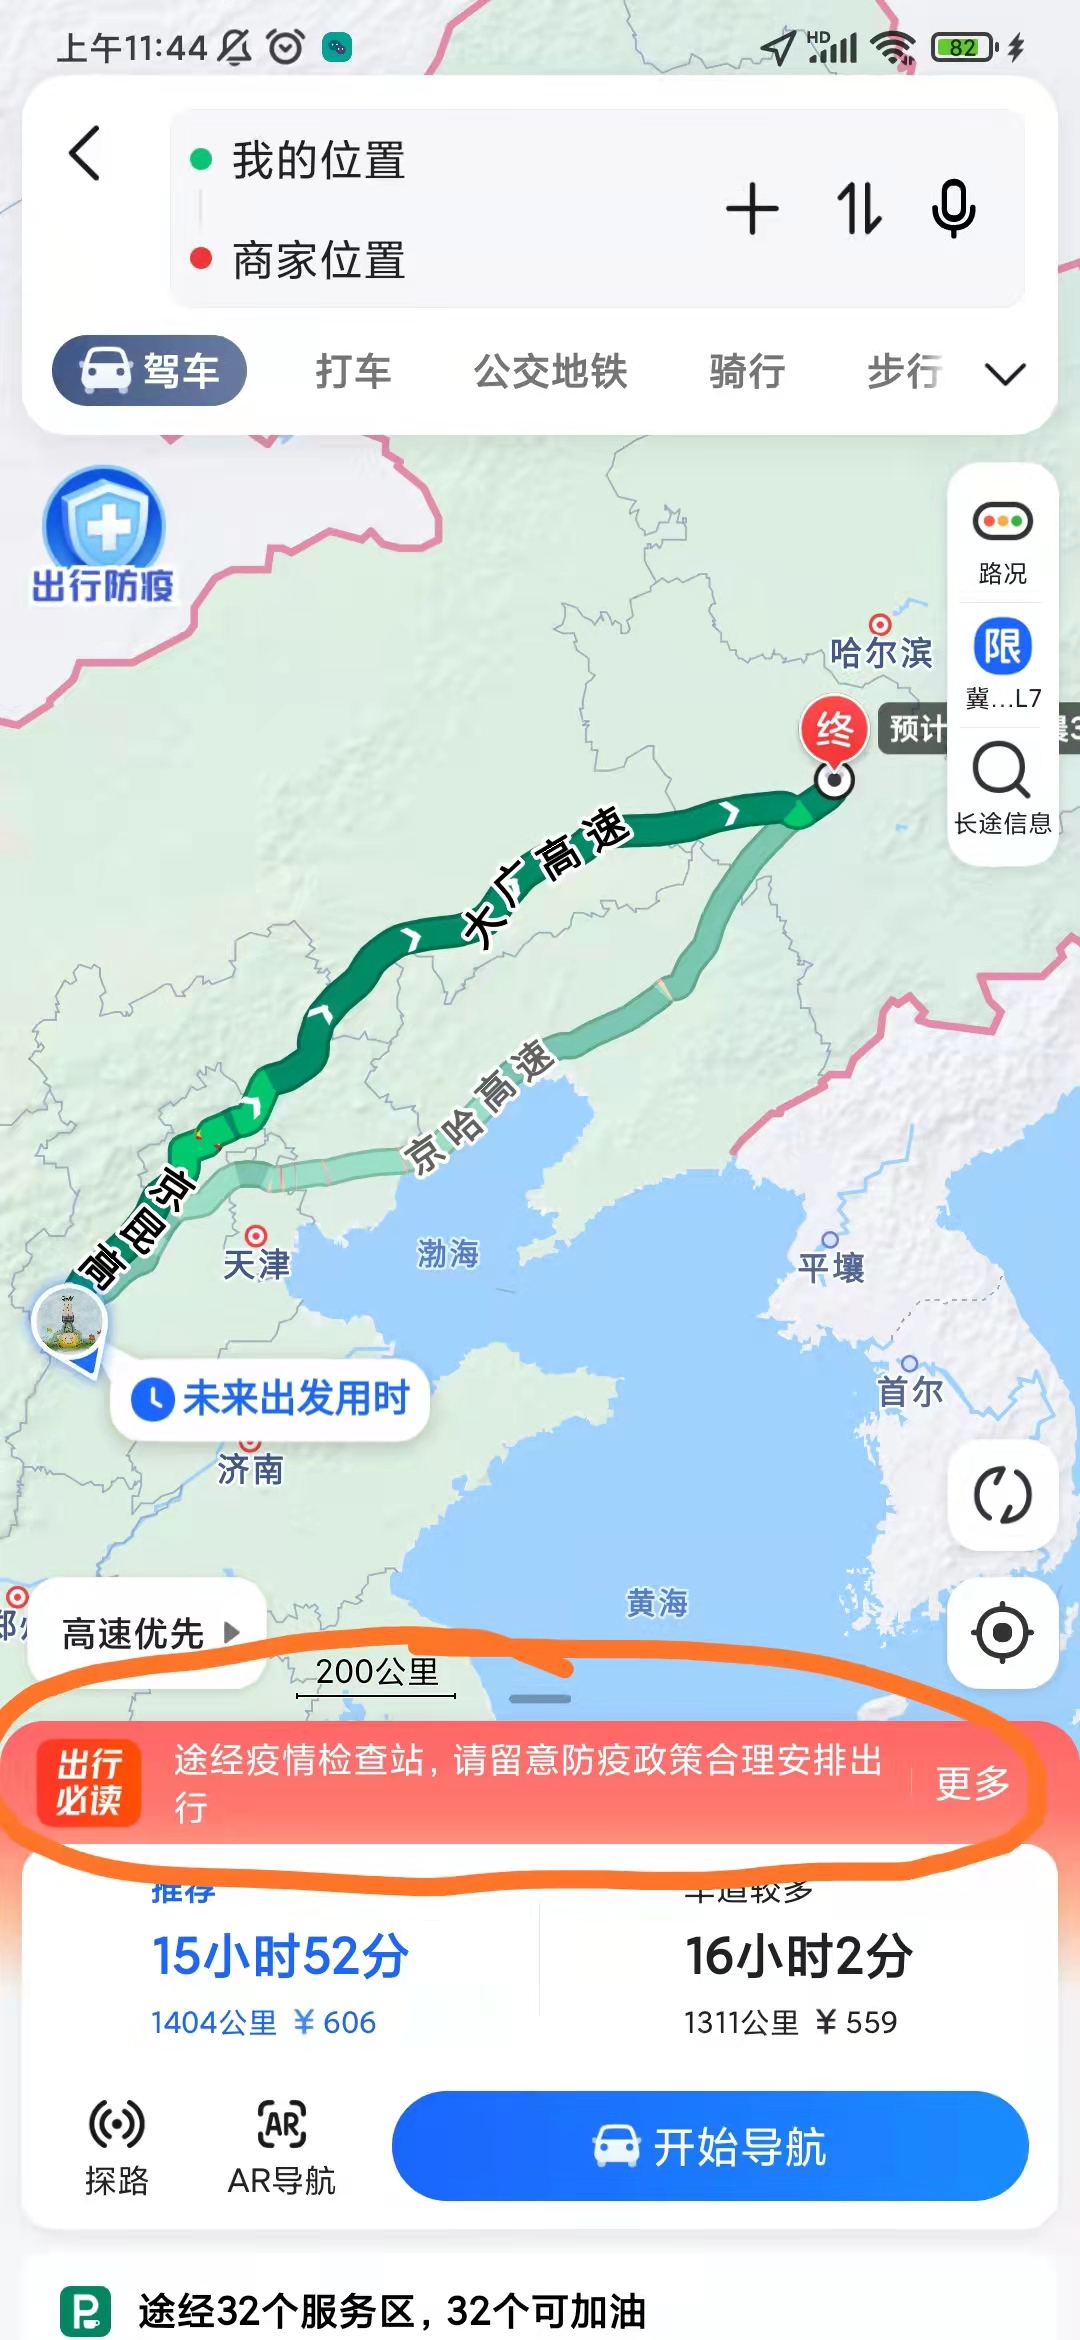 上午11:44
HD
82
我的位置
商家位置
驾车
打车
公交地铁
骑行
步行
出行防疫
路况
限
冀...L7
长途信息
哈尔滨
终
预计
大广高速
京哈高速
京昆高
天津
渤海
平壤
首尔
未来出发用时
济南
黄海
高速优先
200公里
出行
必读
途经疫情检查站，请留意防疫政策合理安排出
行
更多
推荐
车道较多
15小时52分
16小时2分
1404公里 ¥ 606
1311公里 ¥ 559
探路
AR
AR导航
开始导航
P
途经32个服务区，32个可加油